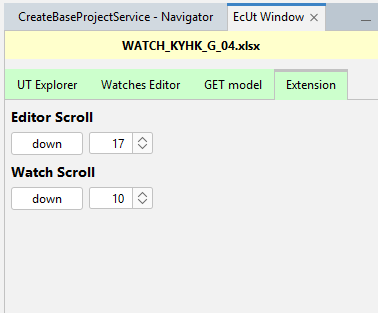 CreateBaseProjectService - Navigator EcUt Window
WATCH_KYHK_G_04.xlsx
UT Explorer Watches Editor GET model Extension
Editor Scroll
down 17
Watch Scroll
down 10